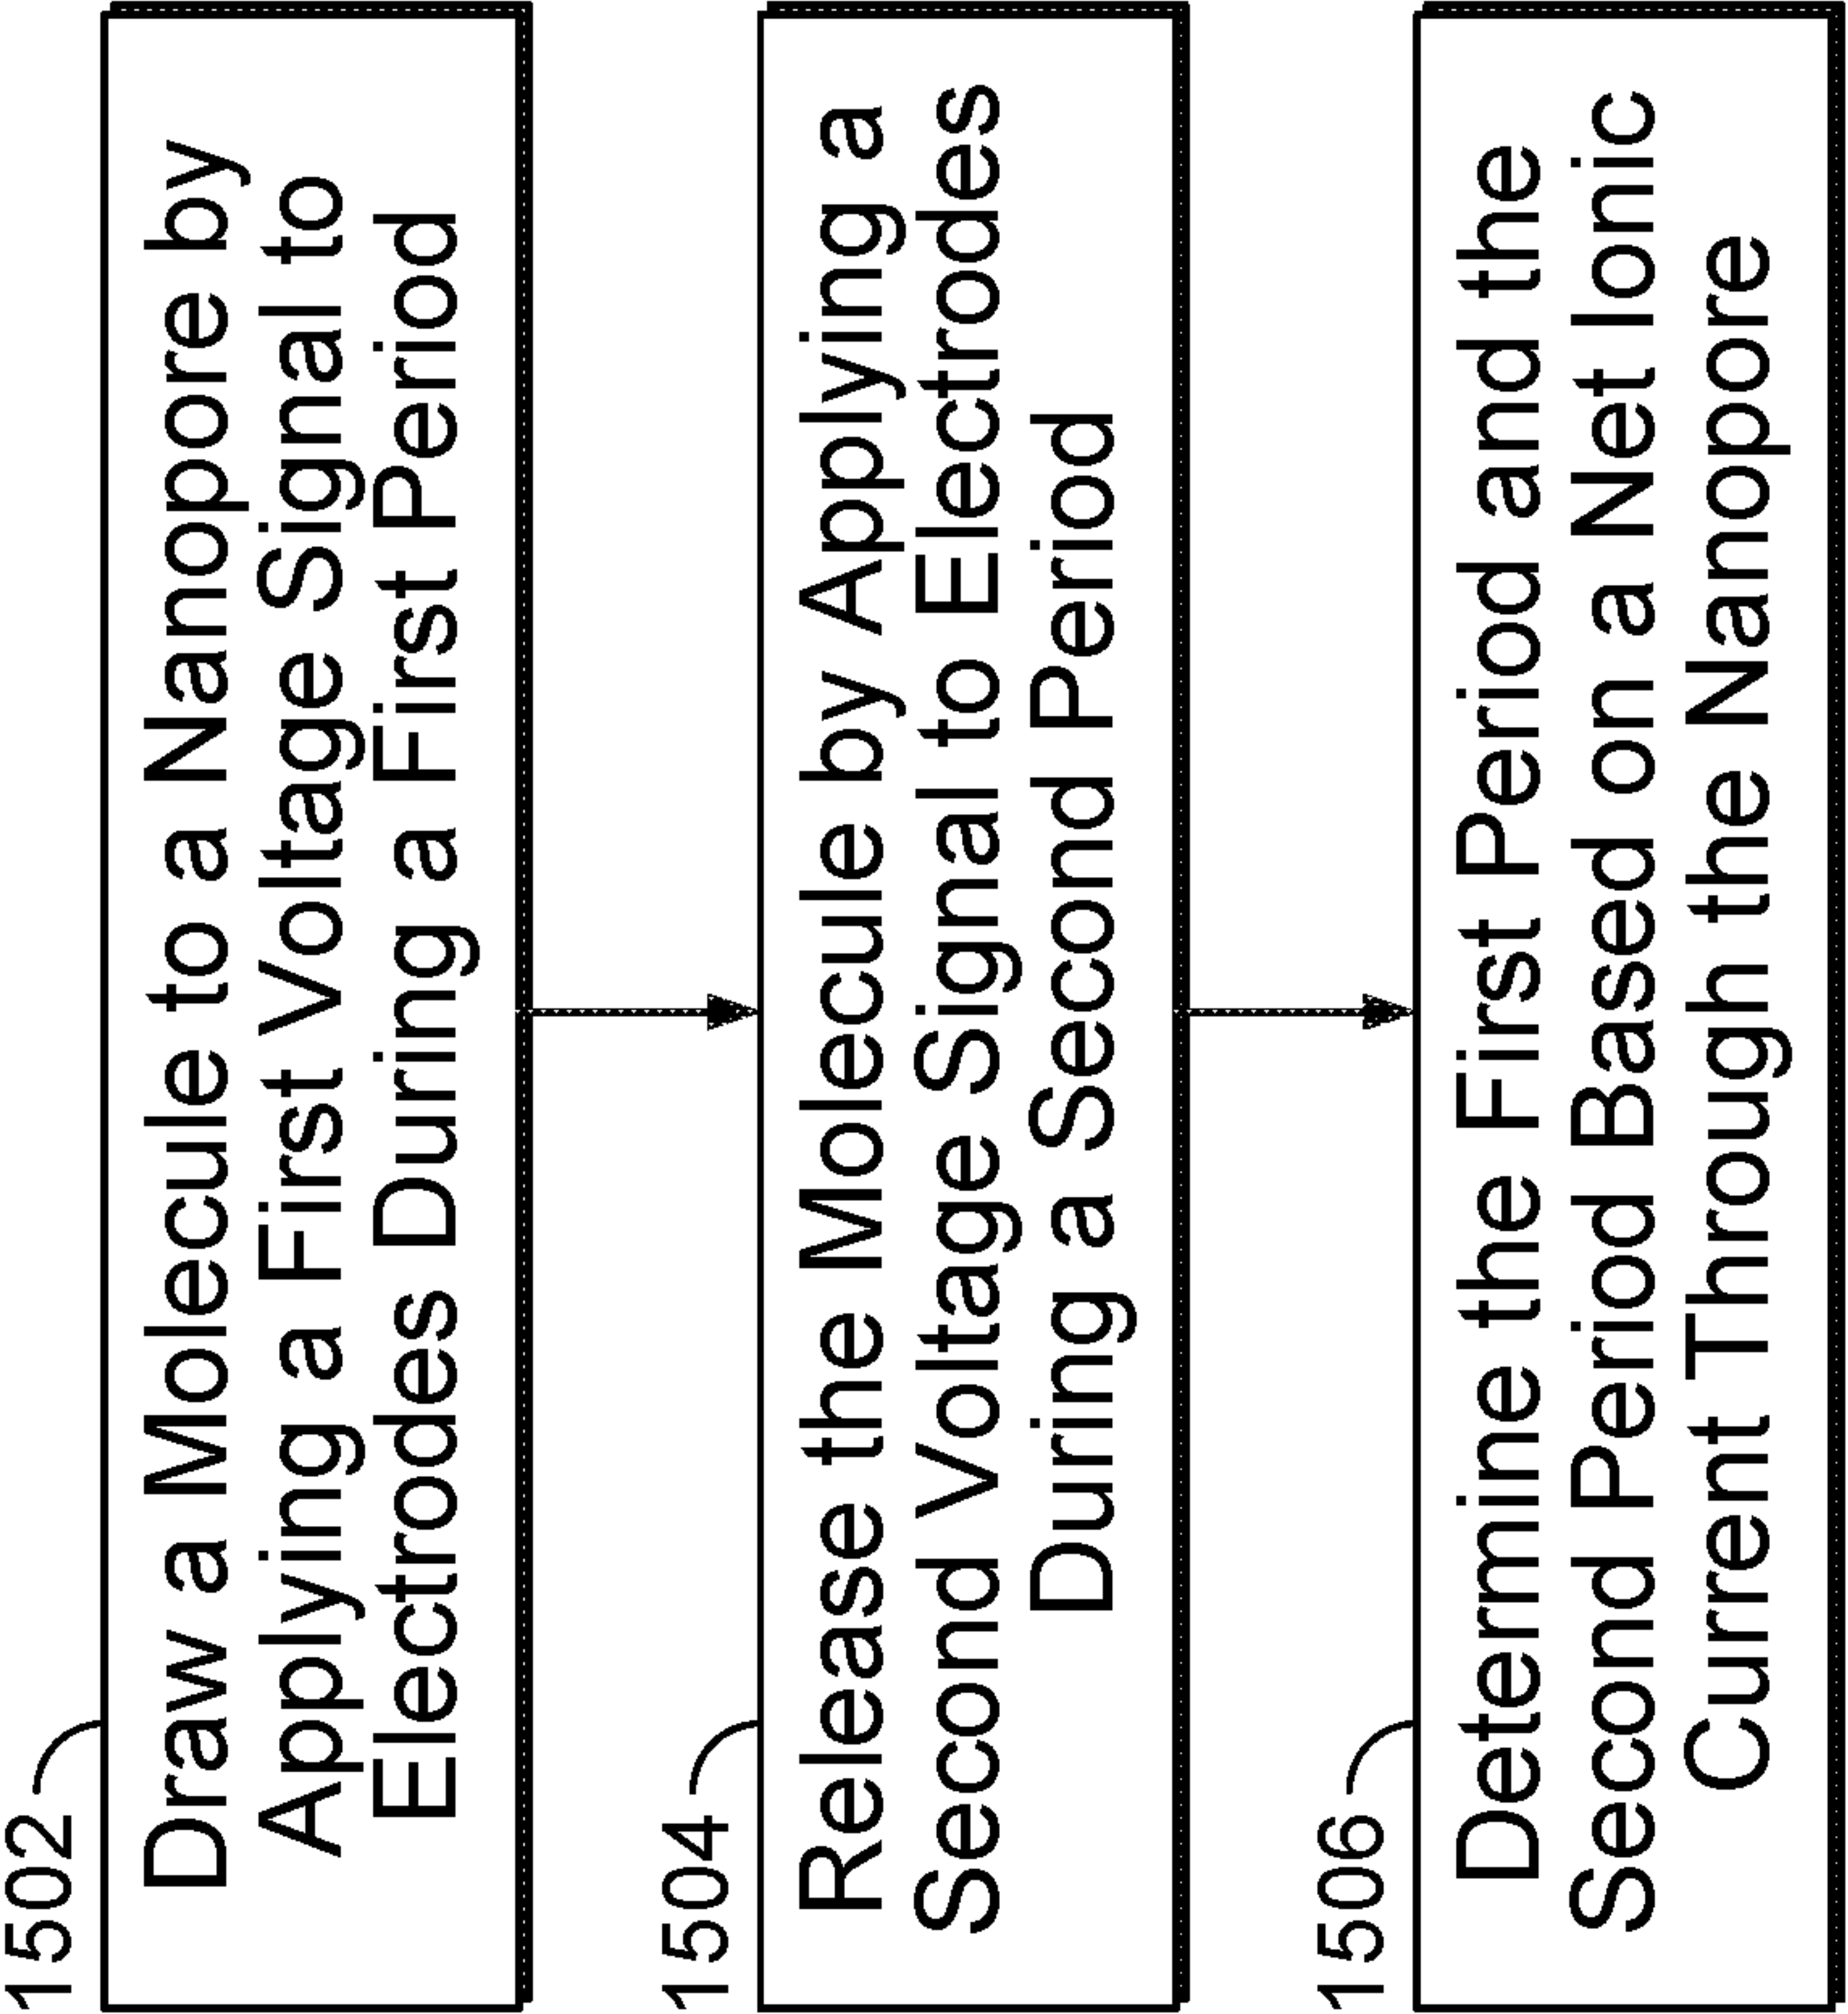 1502
Draw a Molecule to a Nanopore by
Applying a First Voltage Signal to
Electrodes During a First Period
1504
Release the Molecule by Applying a
Second Voltage Signal to Electrodes
During a Second Period
1506
Determine the First Period and the
Second Period Based on a Net Ionic
Current Through the Nanopore